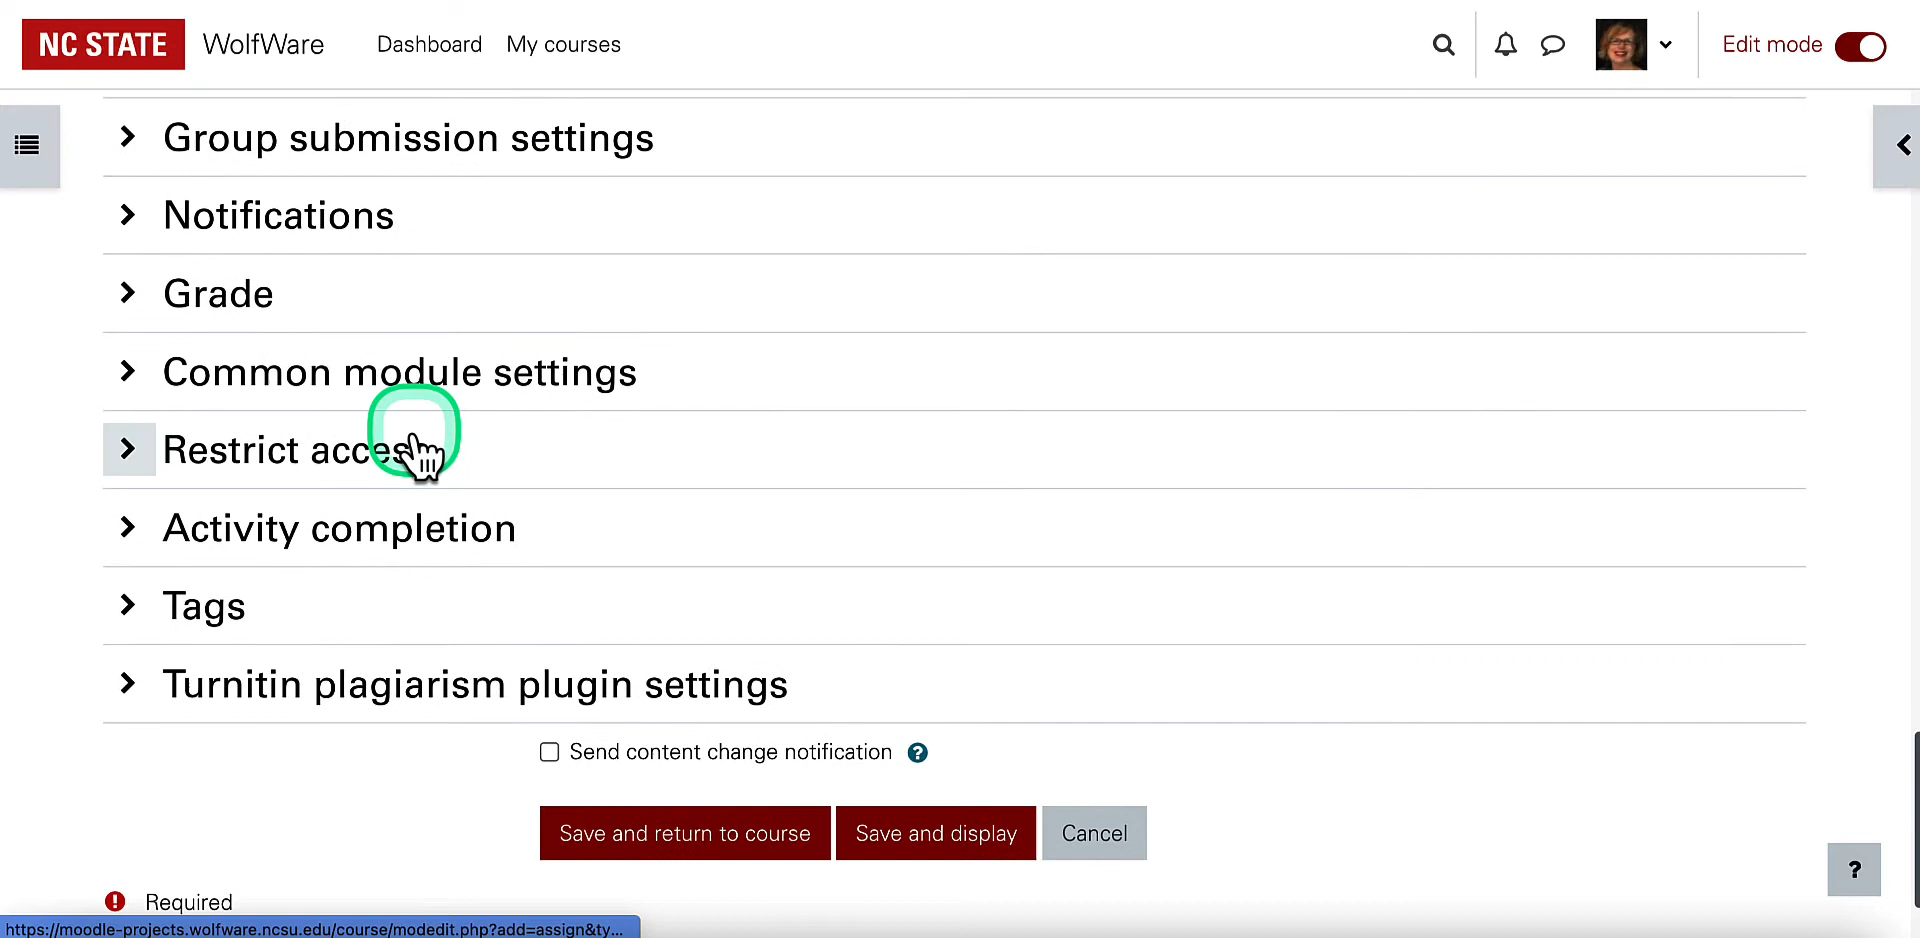 NC STATE WolfWare Dashboard My courses Edit mode
Group submission settings
Notifications
Grade
Common module settings
Restrict acces
Activity completion
Tags
Turnitin plagiarism plugin settings
Send content change notification ?
Save and return to course Save and display Cancel
?
! Required
https://moodle-projects.wolfware.ncsu.edu/course/modedit.php?add=assign&ty...